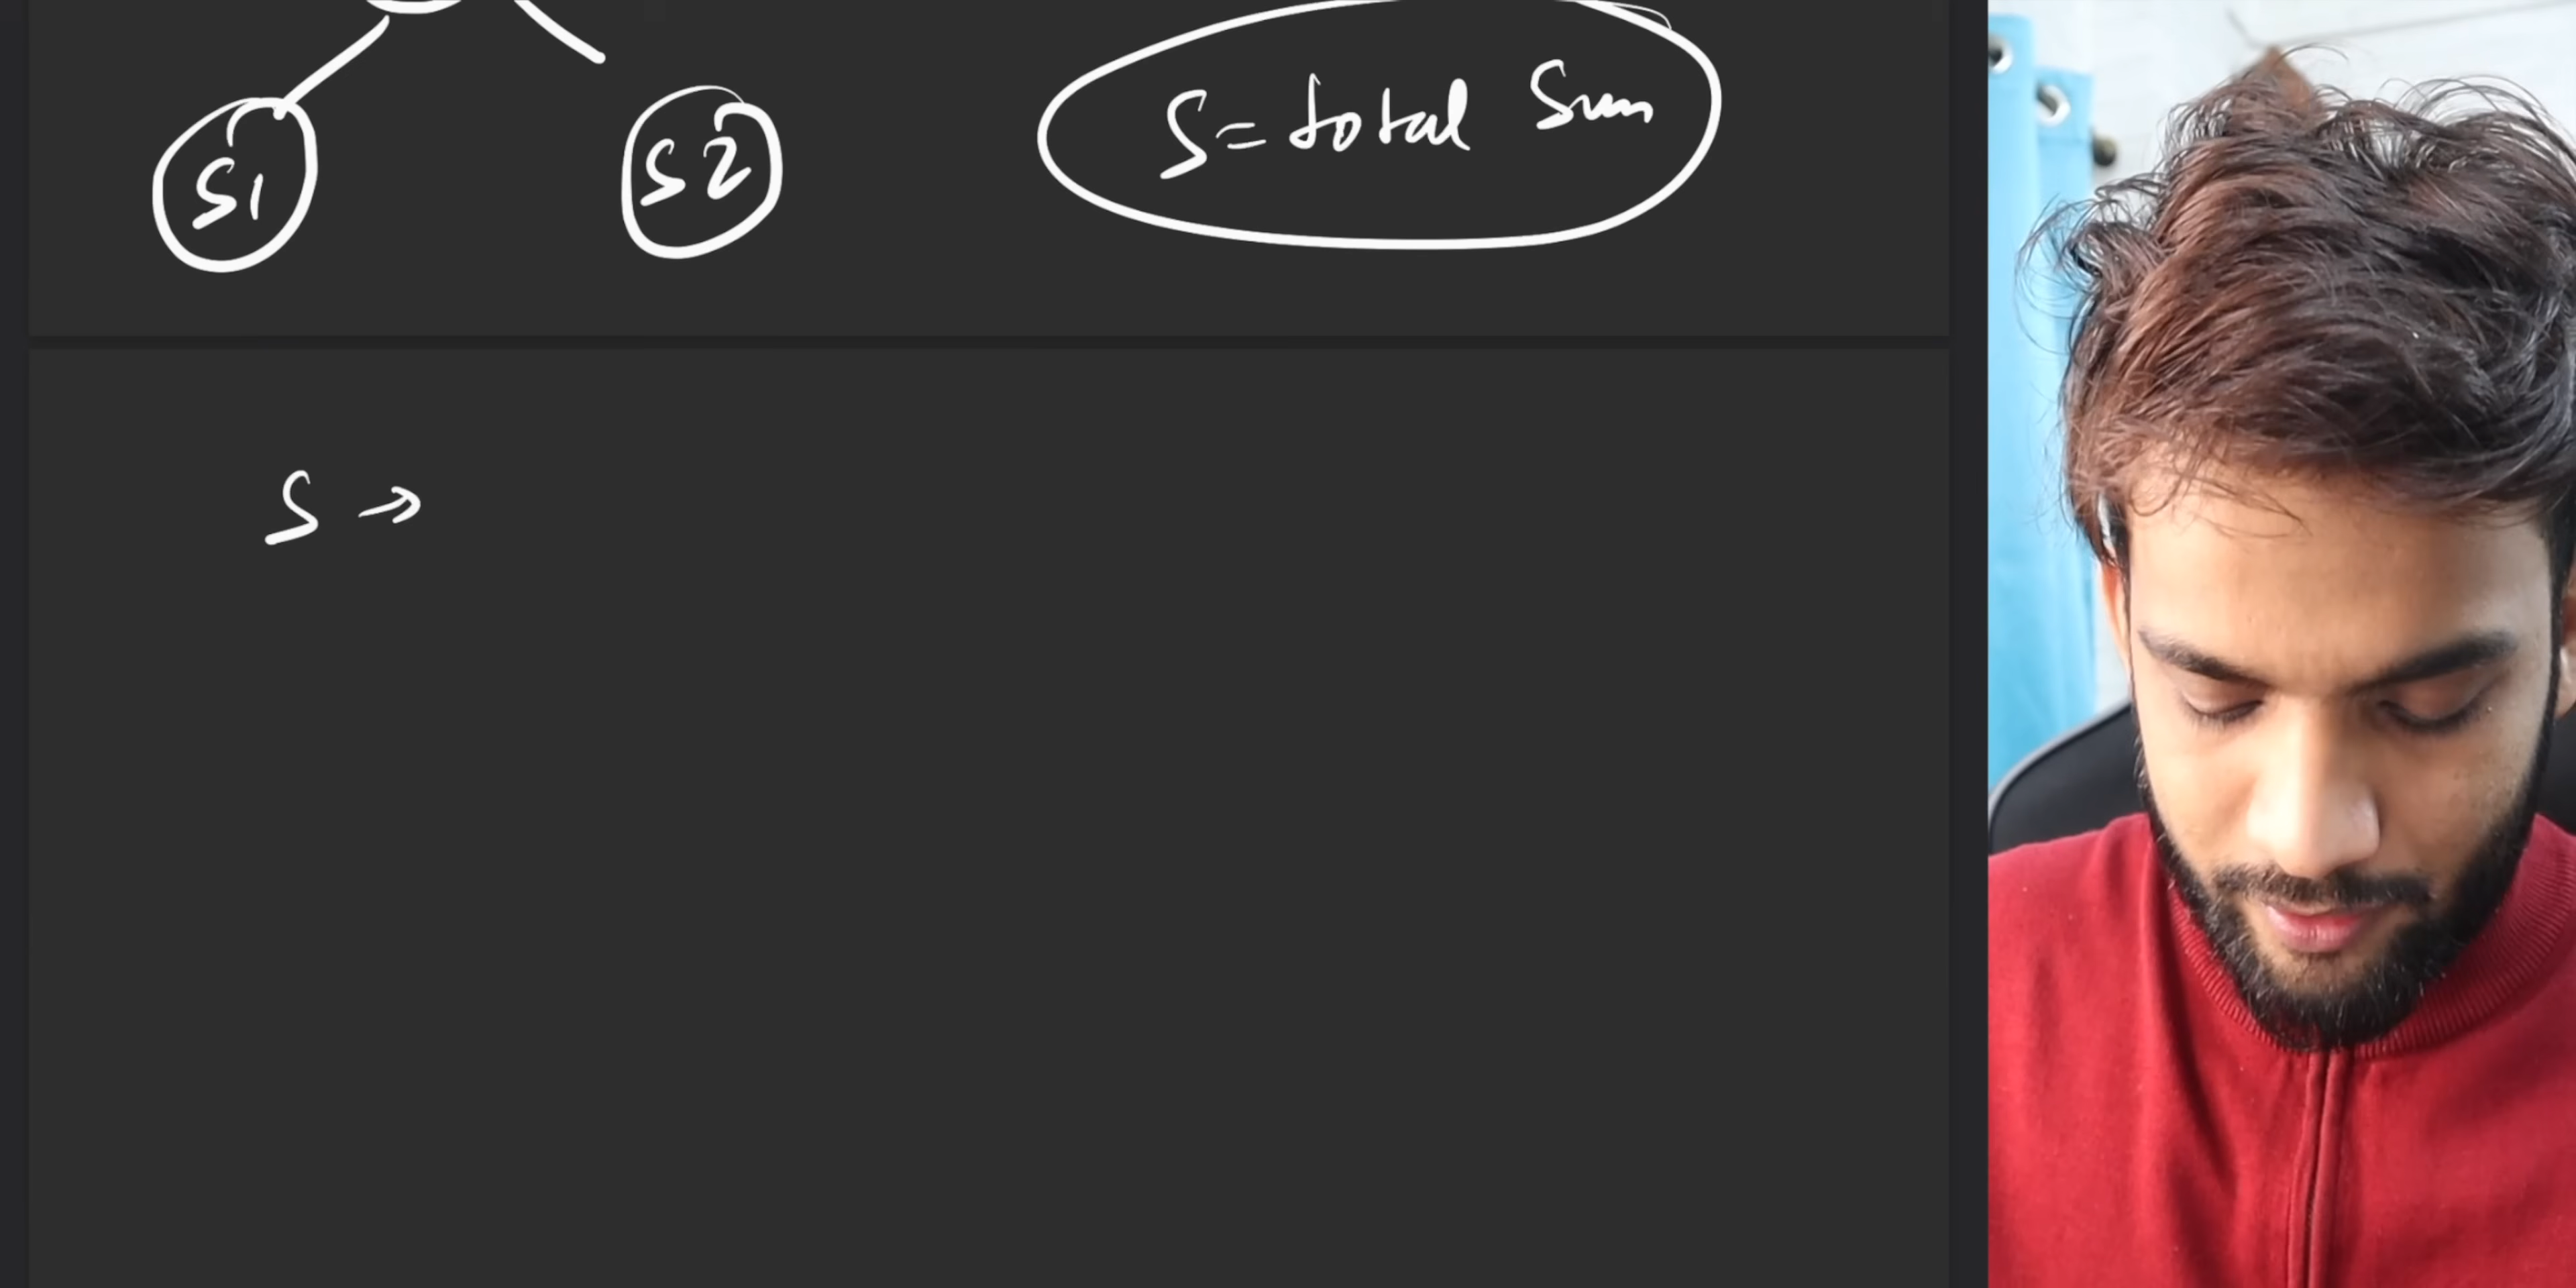 S1 S2 S = total Sum
S →